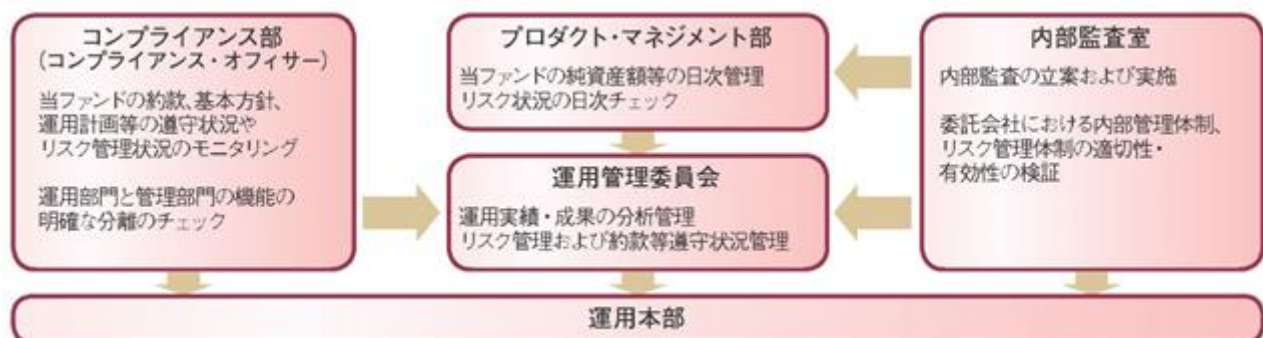 コンプライアンス部
(コンプライアンス・オフィサー)
当ファンドの約款、基本方針、
運用計画等の遵守状況や
リスク管理状況のモニタリング
運用部門と管理部門の機能の
明確な分離のチェック
プロダクト・マネジメント部
当ファンドの純資産額等の日次管理
リスク状況の日次チェック
運用管理委員会
運用実績・成果の分析管理
リスク管理および約款等遵守状況管理
内部監査室
内部監査の立案および実施
委託会社における内部管理体制、
リスク管理体制の適切性・
有効性の検証
運用本部